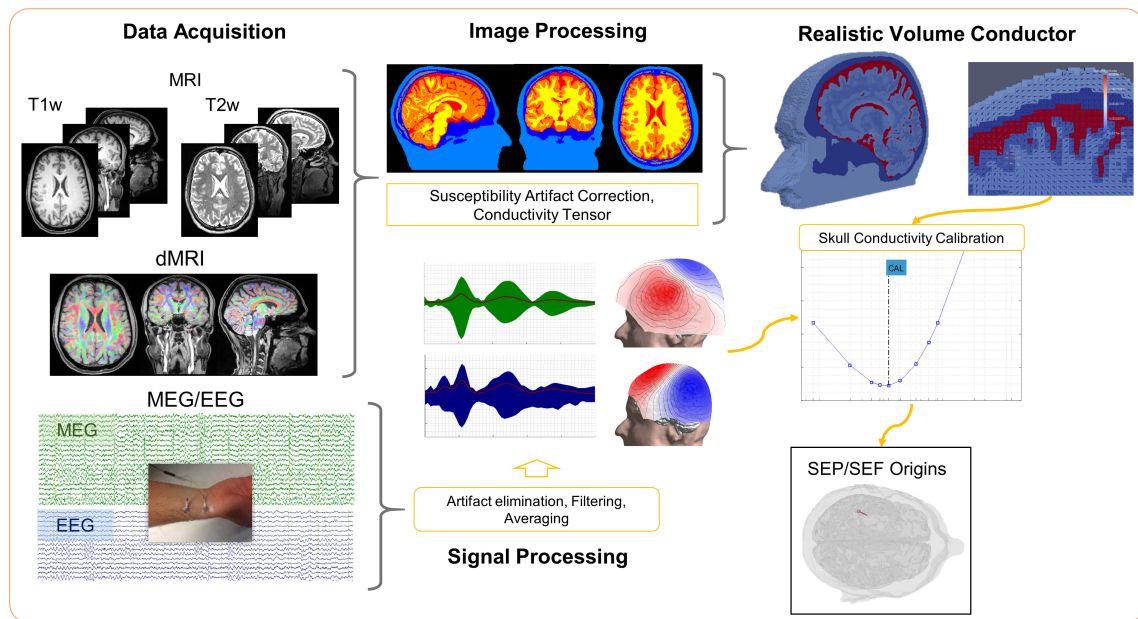 Data Acquisition
Image Processing
Realistic Volume Conductor
MRI
T1w
T2w
dMRI
Susceptibility Artifact Correction,
Conductivity Tensor
Skull Conductivity Calibration
CAL
MEG/EEG
MEG
EEG
Artifact elimination, Filtering,
Averaging
Signal Processing
SEP/SEF Origins